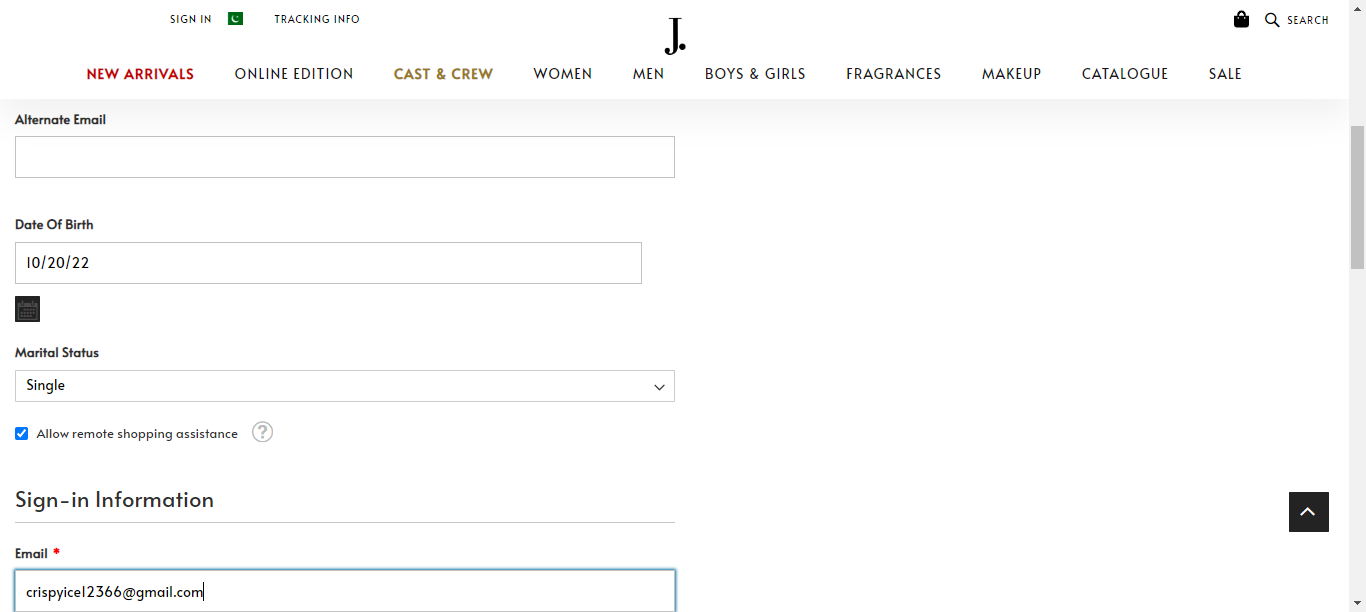 SIGN IN TRACKING INFO SEARCH
J.
NEW ARRIVALS ONLINE EDITION CAST & CREW WOMEN MEN BOYS & GIRLS FRAGRANCES MAKEUP CATALOGUE SALE
Alternate Email
Date Of Birth
10/20/22
Marital Status
Single
Allow remote shopping assistance ?
Sign-in Information
Email *
crispyice12366@gmail.com